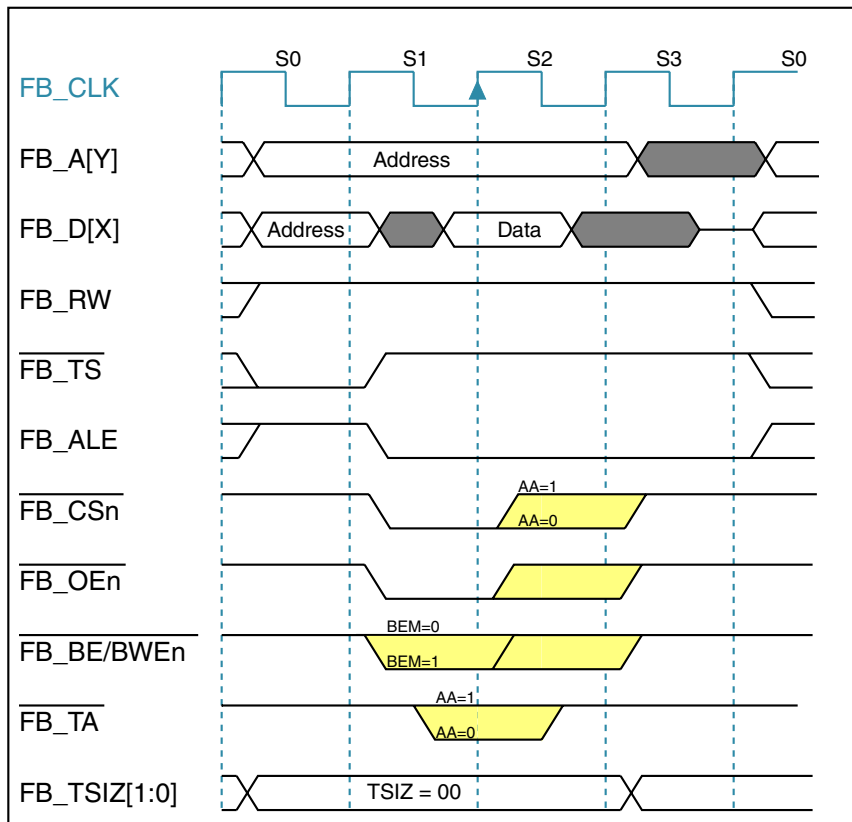 S0 S1 S2 S3 S0
FB_CLK
FB_A[Y] Address
FB_D[X] Address Data
FB_RW
FB_TS
FB_ALE
FB_CSn AA=1
AA=0
FB_OEn
FB_BE/BWEn BEM=0
BEM=1
FB_TA AA=1
AA=0
FB_TSIZ[1:0] TSIZ = 00